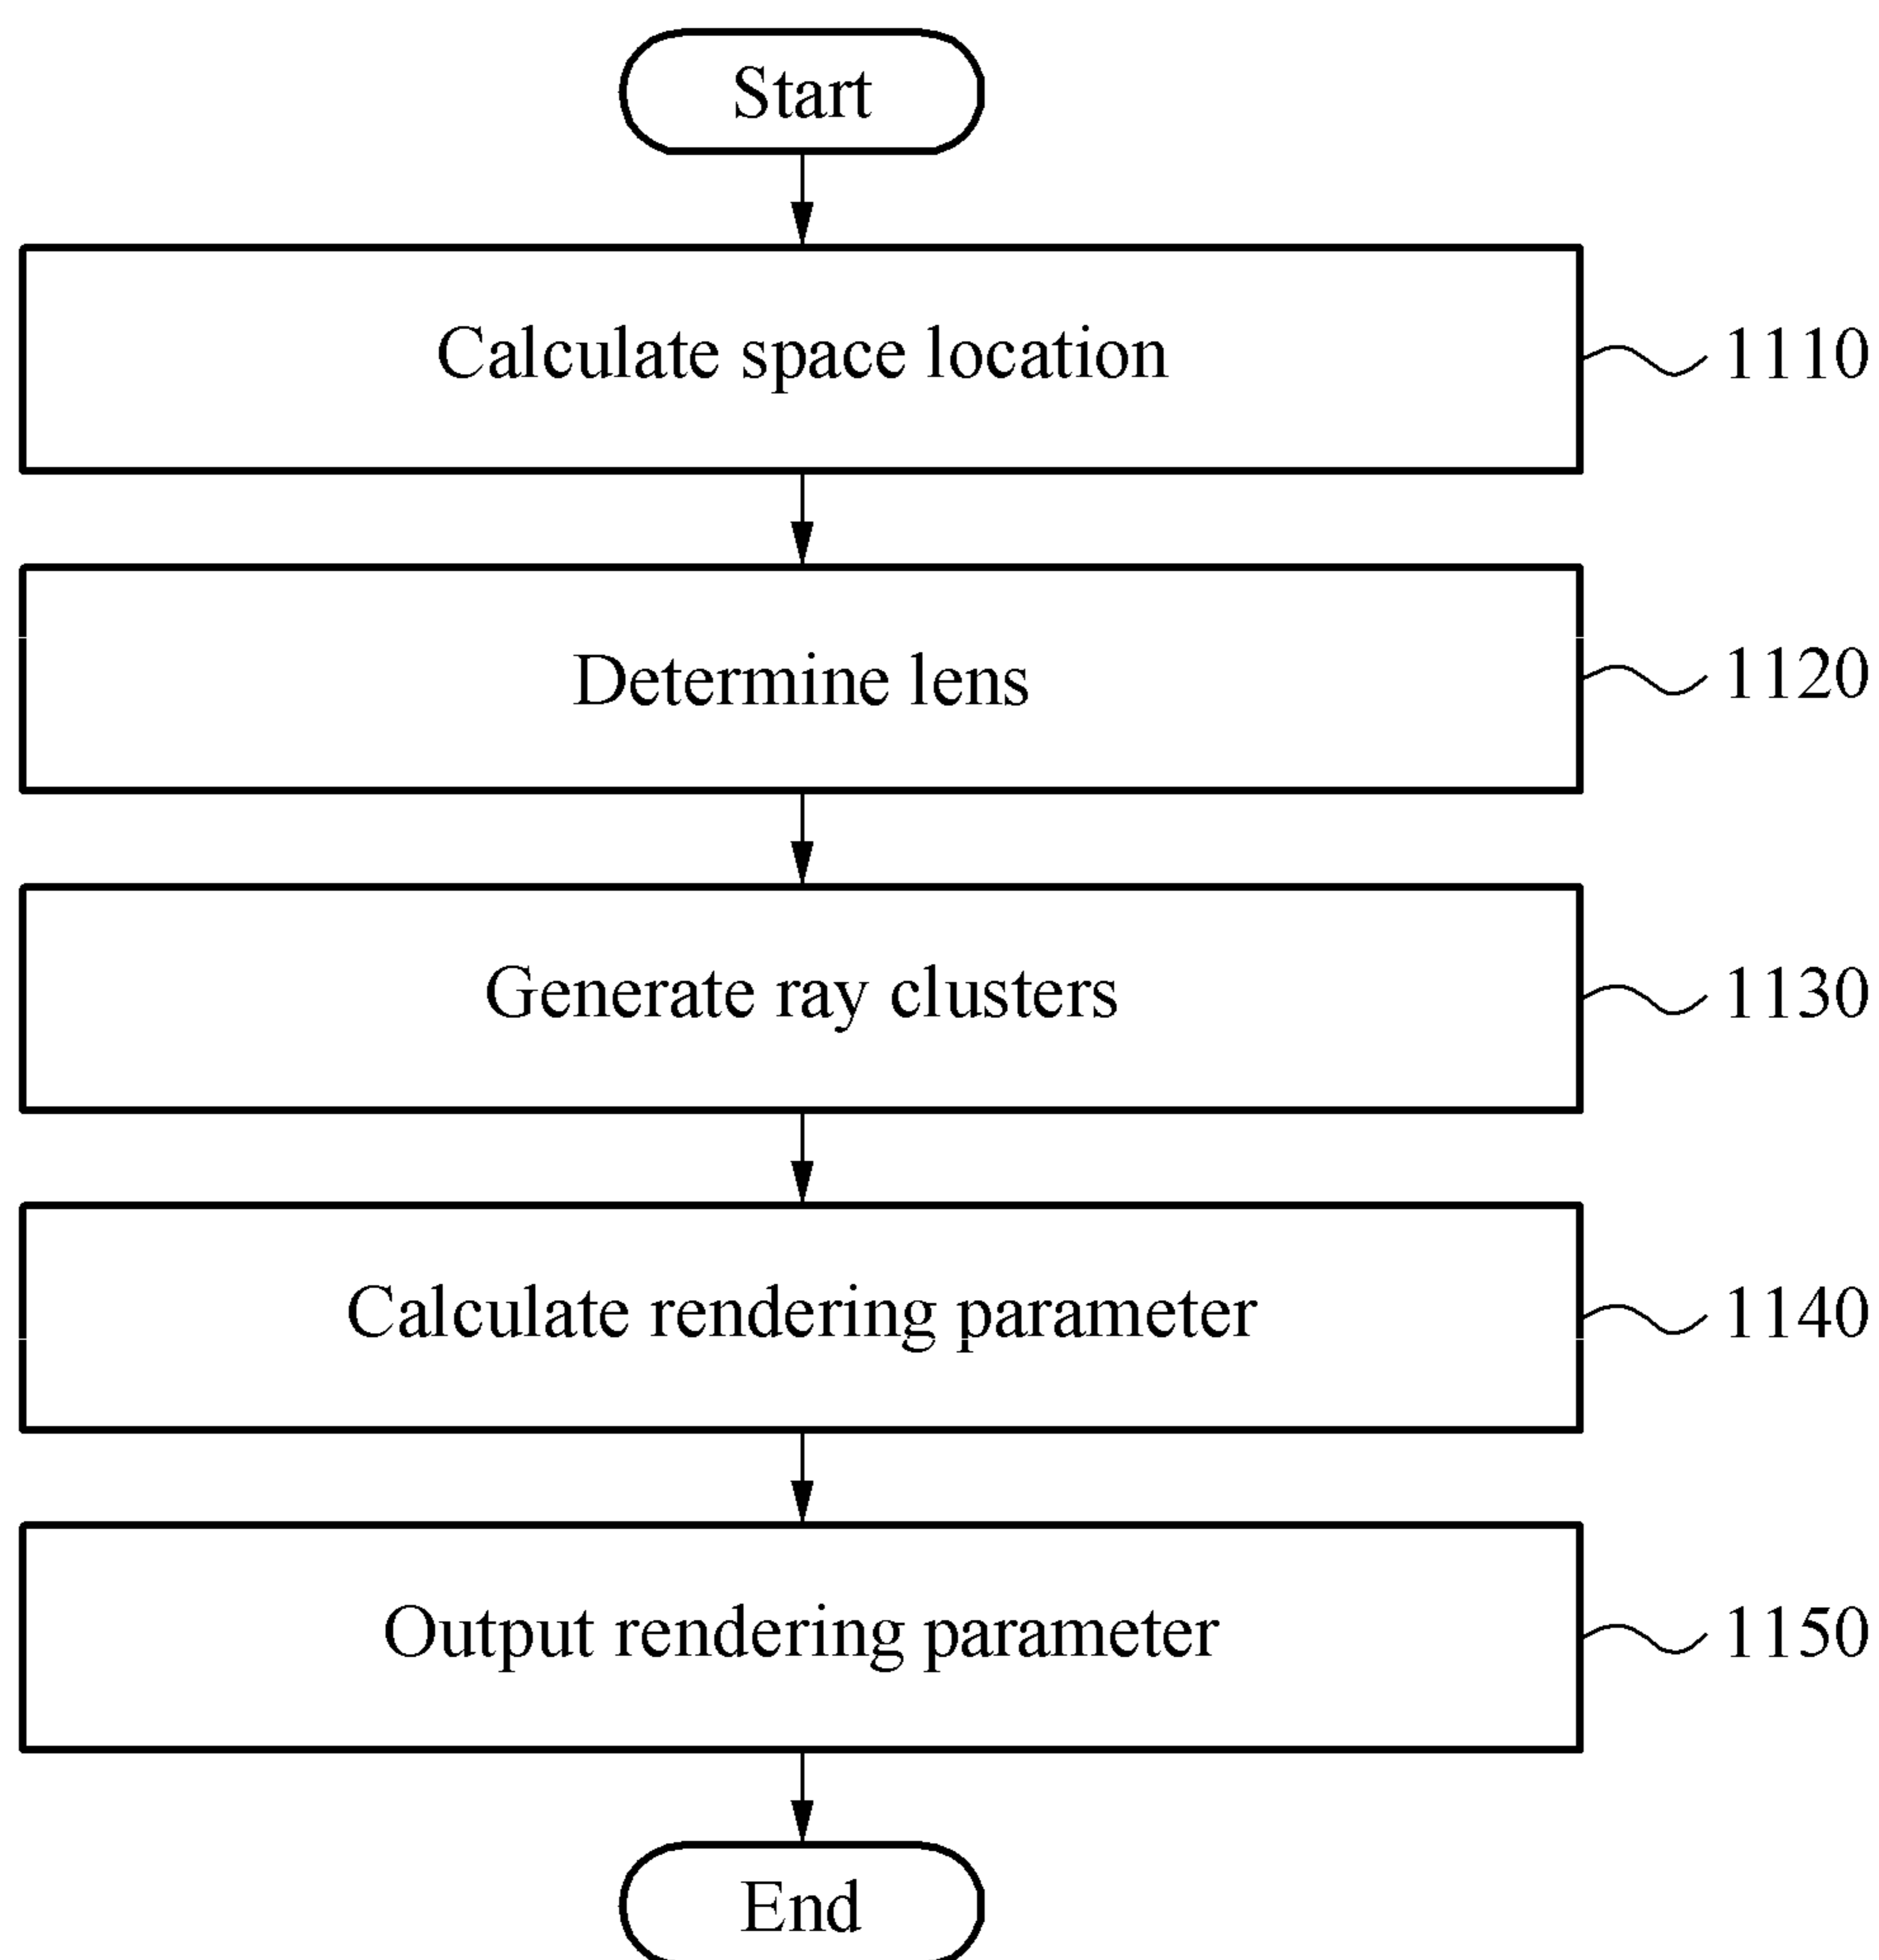 Start
Calculate space location
1110
Determine lens
1120
Generate ray clusters
1130
Calculate rendering parameter
1140
Output rendering parameter
1150
End